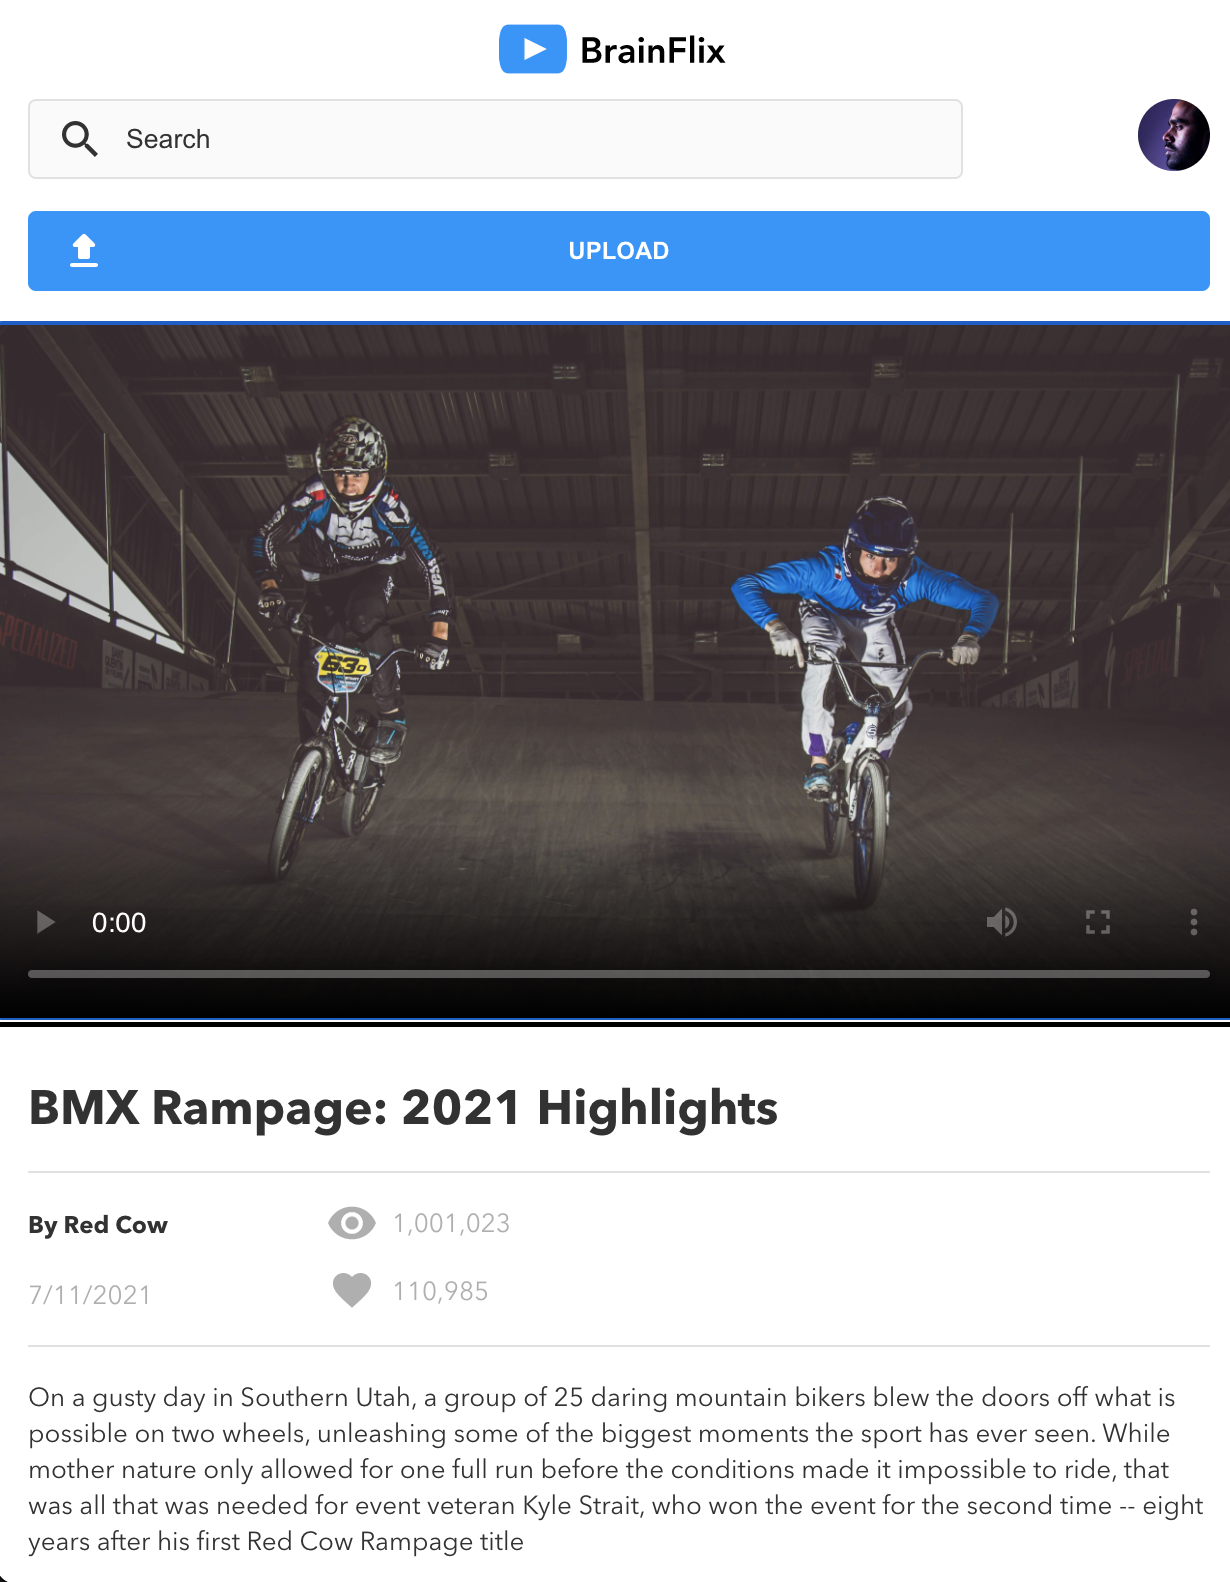 BrainFlix
Search
UPLOAD
SPECIALIZED
630
0:00
BMX Rampage: 2021 Highlights
By Red Cow
1,001,023
7/11/2021
110,985
On a gusty day in Southern Utah, a group of 25 daring mountain bikers blew the doors off what is
possible on two wheels, unleashing some of the biggest moments the sport has ever seen. While
mother nature only allowed for one full run before the conditions made it impossible to ride, that
was all that was needed for event veteran Kyle Strait, who won the event for the second time -- eight
years after his first Red Cow Rampage title